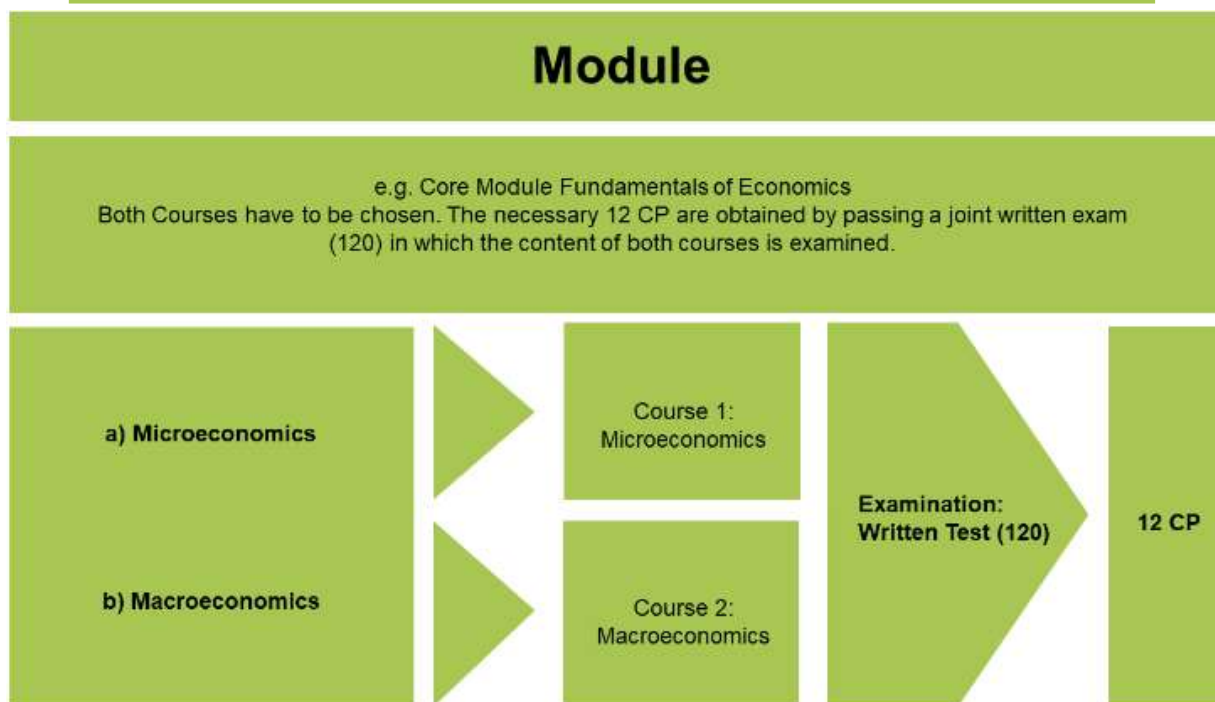 Module
e.g. Core Module Fundamentals of Economics
Both Courses have to be chosen. The necessary 12 CP are obtained by passing a joint written exam
(120) in which the content of both courses is examined.
a) Microeconomics
Course 1:
Microeconomics
b) Macroeconomics
Course 2:
Macroeconomics
Examination:
Written Test (120)
12 CP